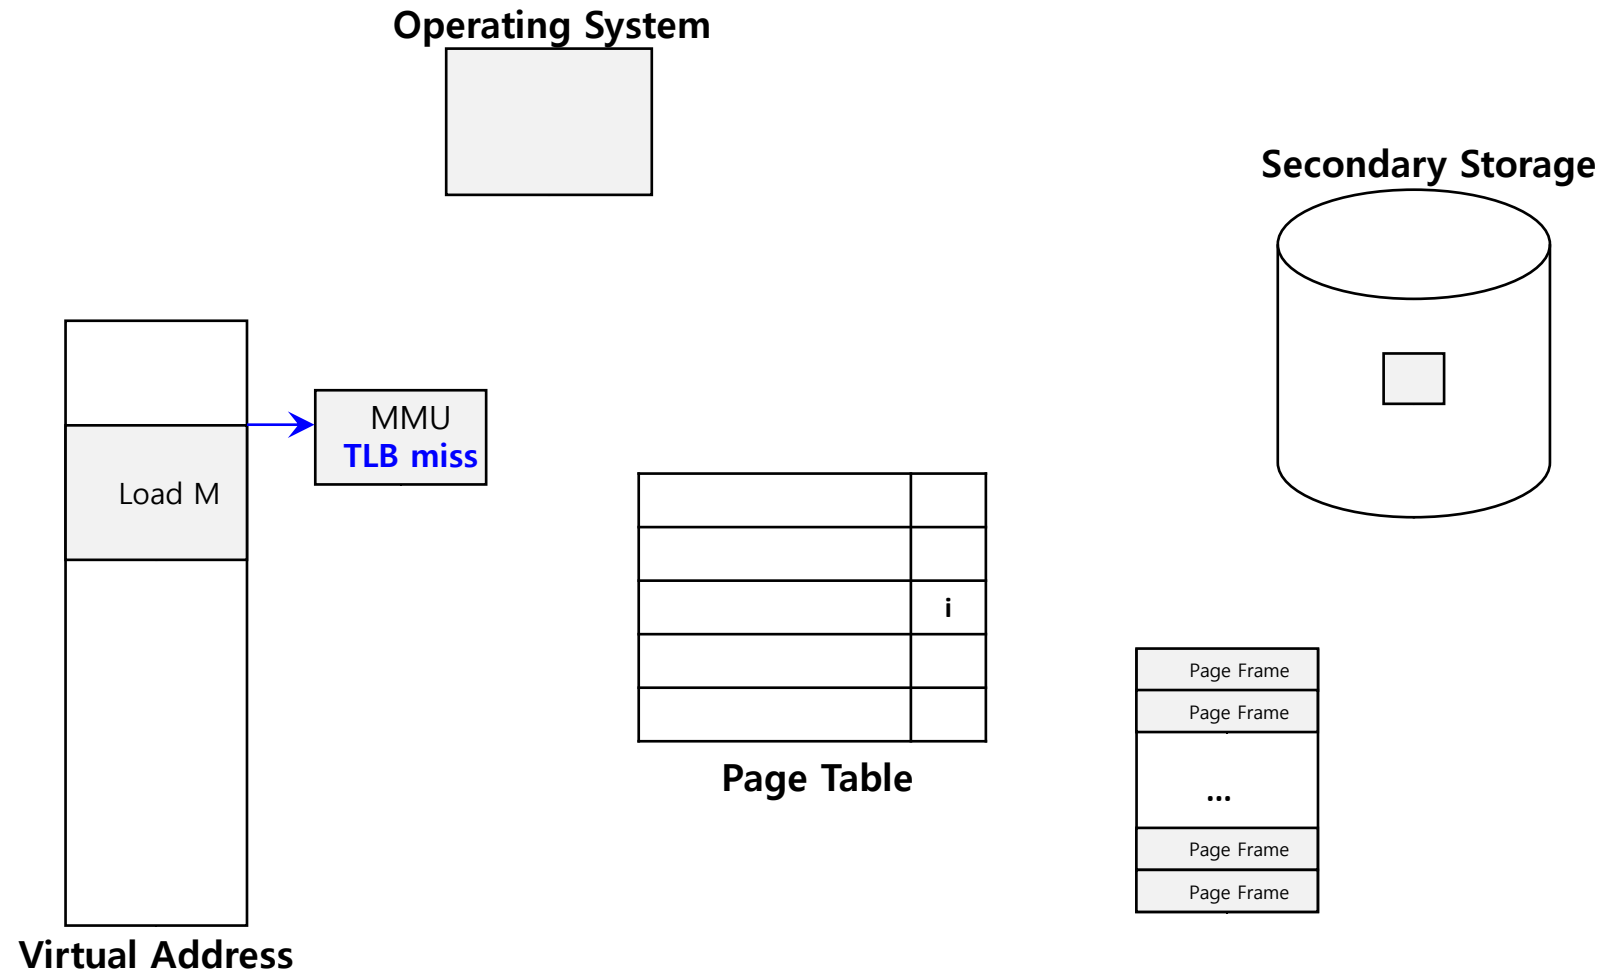 Operating System
Secondary Storage
MMU
TLB miss
Load M
i
Page Frame
Page Frame
...
Page Frame
Page Frame
Page Table
Virtual Address